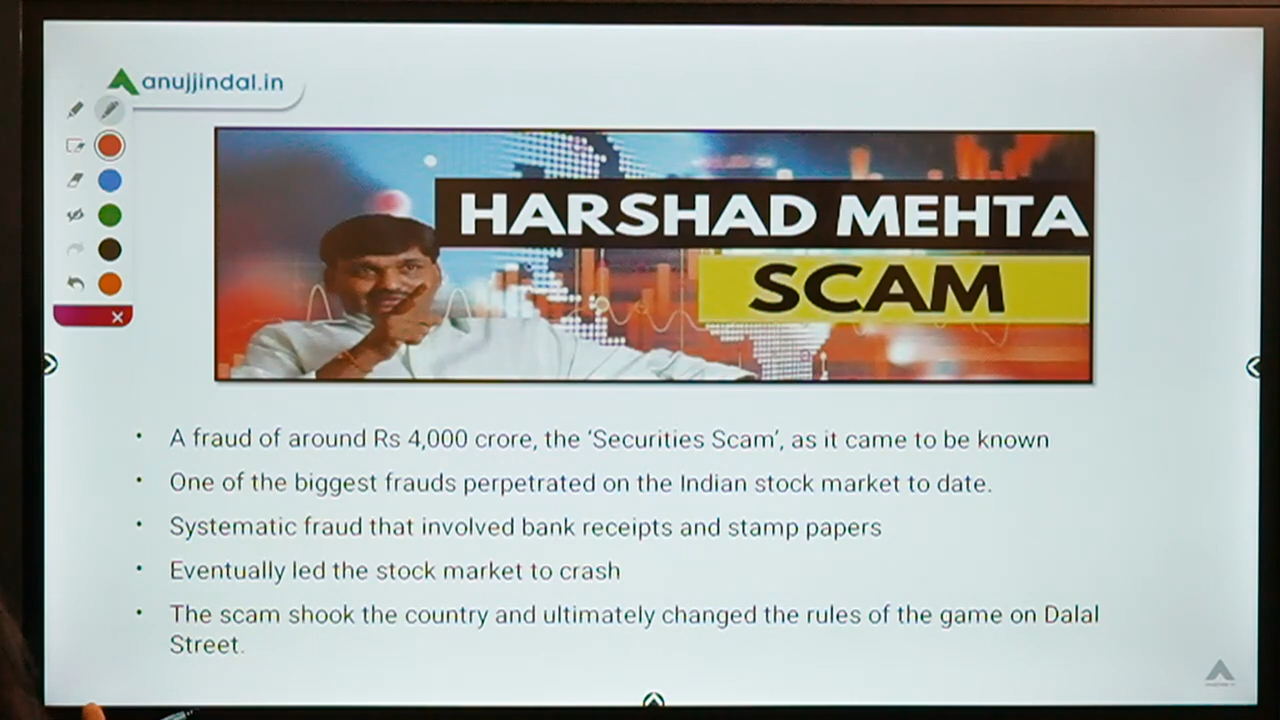 anujjindal.in
HARSHAD MEHTA
SCAM
• A fraud of around Rs 4,000 crore, the ‘Securities Scam’, as it came to be known
• One of the biggest frauds perpetrated on the Indian stock market to date.
• Systematic fraud that involved bank receipts and stamp papers
• Eventually led the stock market to crash
• The scam shook the country and ultimately changed the rules of the game on Dalal
Street.